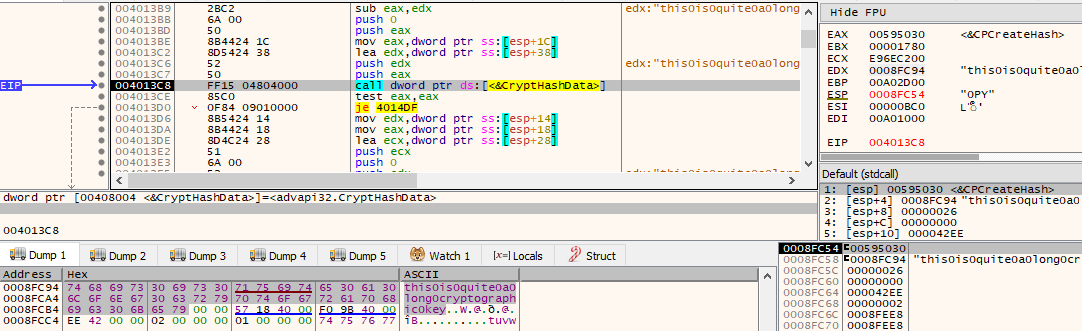 004013B9 2BC2 sub eax,edx edx:"this0is0quite0a0long
004013BB 6A 00 push 0
004013BD 50 push eax
004013BE 8B4424 1C mov eax,dword ptr ss:[esp+1C]
004013C2 8D5424 38 lea edx,dword ptr ss:[esp+38]
004013C6 52 push edx edx:"this0is0quite0a0long
004013C7 50 push eax
EIP 004013C8 FF15 04804000 call dword ptr ds:[<&CryptHashData>]
004013CE 85C0 test eax,eax
004013D0 0F84 09010000 je 4014DF
004013D6 8B5424 14 mov edx,dword ptr ss:[esp+14]
004013DA 8B4424 18 mov eax,dword ptr ss:[esp+18]
004013DE 8D4C24 28 lea ecx,dword ptr ss:[esp+28]
004013E2 51 push ecx
004013E3 6A 00 push 0
dword ptr [00408004 <&CryptHashData>]=<advapi32.CryptHashData>
004013C8
Hide FPU
EAX 00595030 <&CPCreateHash>
EBX 00001780
ECX E96EC200
EDX 0008FC94 "this0is0quite0a0lo
EBP 00A02D00
ESP 0008FC54 "0PY"
ESI 00000BC0
EDI 00A01000
EIP 004013C8
Default (stdcall)
1: [esp] 00595030 <&CPCreateHash>
2: [esp+4] 0008FC94 "this0is0quite0a0
3: [esp+8] 00000026
4: [esp+C] 00000000
5: [esp+10] 000042EE
Dump 1 Dump 2 Dump 3 Dump 4 Dump 5 Watch 1 [x=] Locals Struct
Address Hex ASCII
0008FC94 74 68 69 73 30 69 73 30 71 75 69 74 65 30 61 30 this0is0quite0a0
0008FCA4 6C 6F 6E 67 30 63 72 79 70 74 6F 67 72 61 70 68 long0cryptograph
0008FCB4 69 63 30 6B 65 79 00 00 57 18 40 00 F0 9B 40 00 ic0key..W.@.ð.@.
0008FCC4 EE 42 00 00 02 00 00 00 01 00 00 00 74 75 76 77 îB..........tuvw
0008FC54 00595030
0008FC58 0008FC94 "this0is0quite0a0long0cr
0008FC5C 00000026
0008FC60 00000000
0008FC64 000042EE
0008FC68 00000002
0008FC6C 0008FEE8
0008FC70 0008FEE8